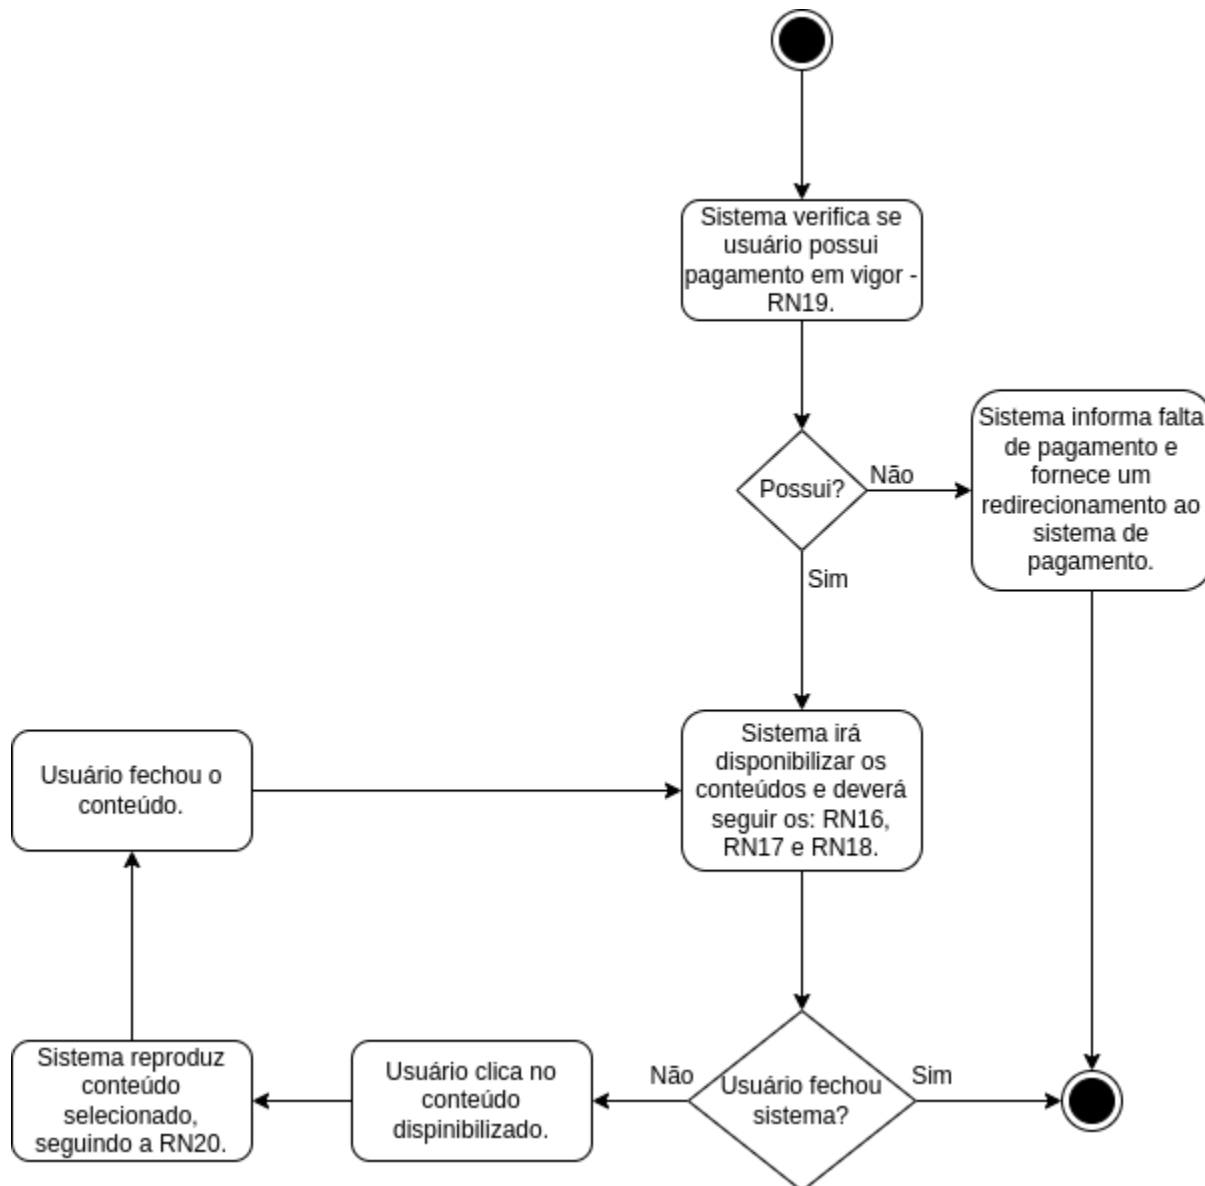 Sistema verifica se
usuário possui
pagamento em vigor -
RN19.
Possui?
Não
Sistema informa falta
de pagamento e
fornece um
redirecionamento ao
sistema de
pagamento.
Sim
Sistema irá
disponibilizar os
conteúdos e deverá
seguir os: RN16,
RN17 e RN18.
Usuário fechou o
conteúdo.
Usuário fechou
sistema?
Sim
Não
Usuário clica no
conteúdo
dispinibilizado.
Sistema reproduz
conteúdo
selecionado,
seguindo a RN20.